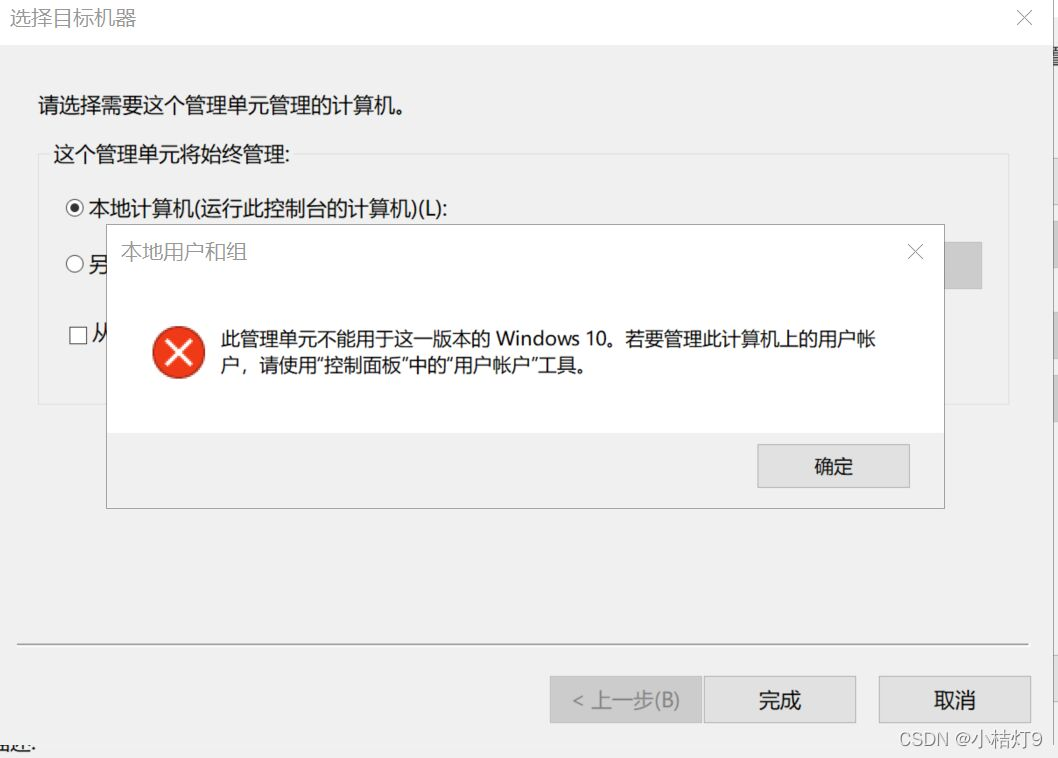 选择目标机器
请选择需要这个管理单元管理的计算机。
这个管理单元将始终管理:
本地计算机(运行此控制台的计算机)(L):
另
从
本地用户和组
此管理单元不能用于这一版本的 Windows 10。若要管理此计算机上的用户帐
户，请使用“控制面板”中的“用户帐户”工具。
确定
< 上一步(B)
完成
取消
CSDN @小桔灯9